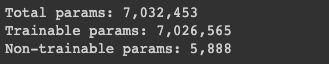 Total params: 7,032,453
Trainable params: 7,026,565
Non-trainable params: 5,888